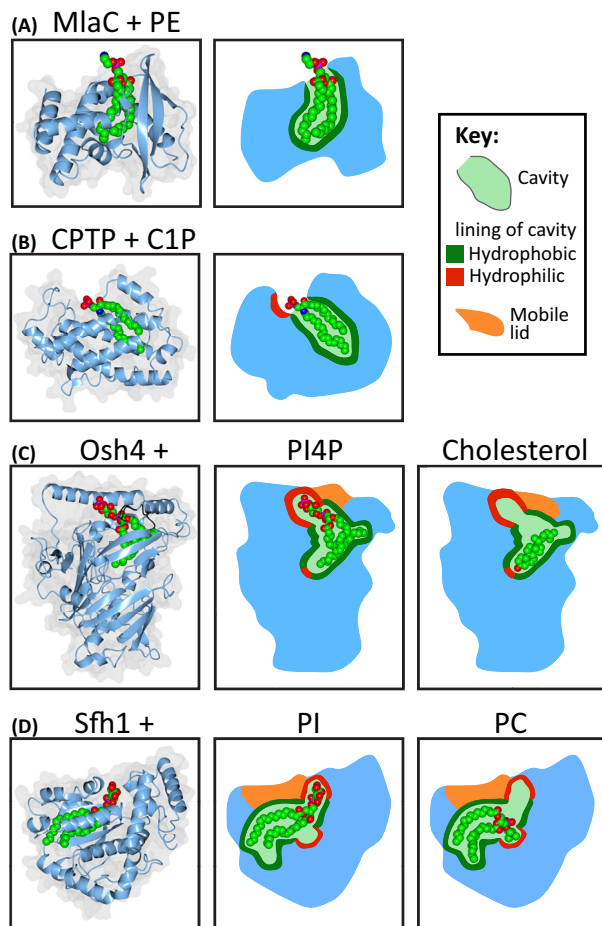 (A) MlaC + PE
Key:
Cavity
lining of cavity
Hydrophobic
Hydrophilic
Mobile
lid
(B) CPTP + C1P
(C) Osh4 + PI4P Cholesterol
(D) Sfh1 + PI PC